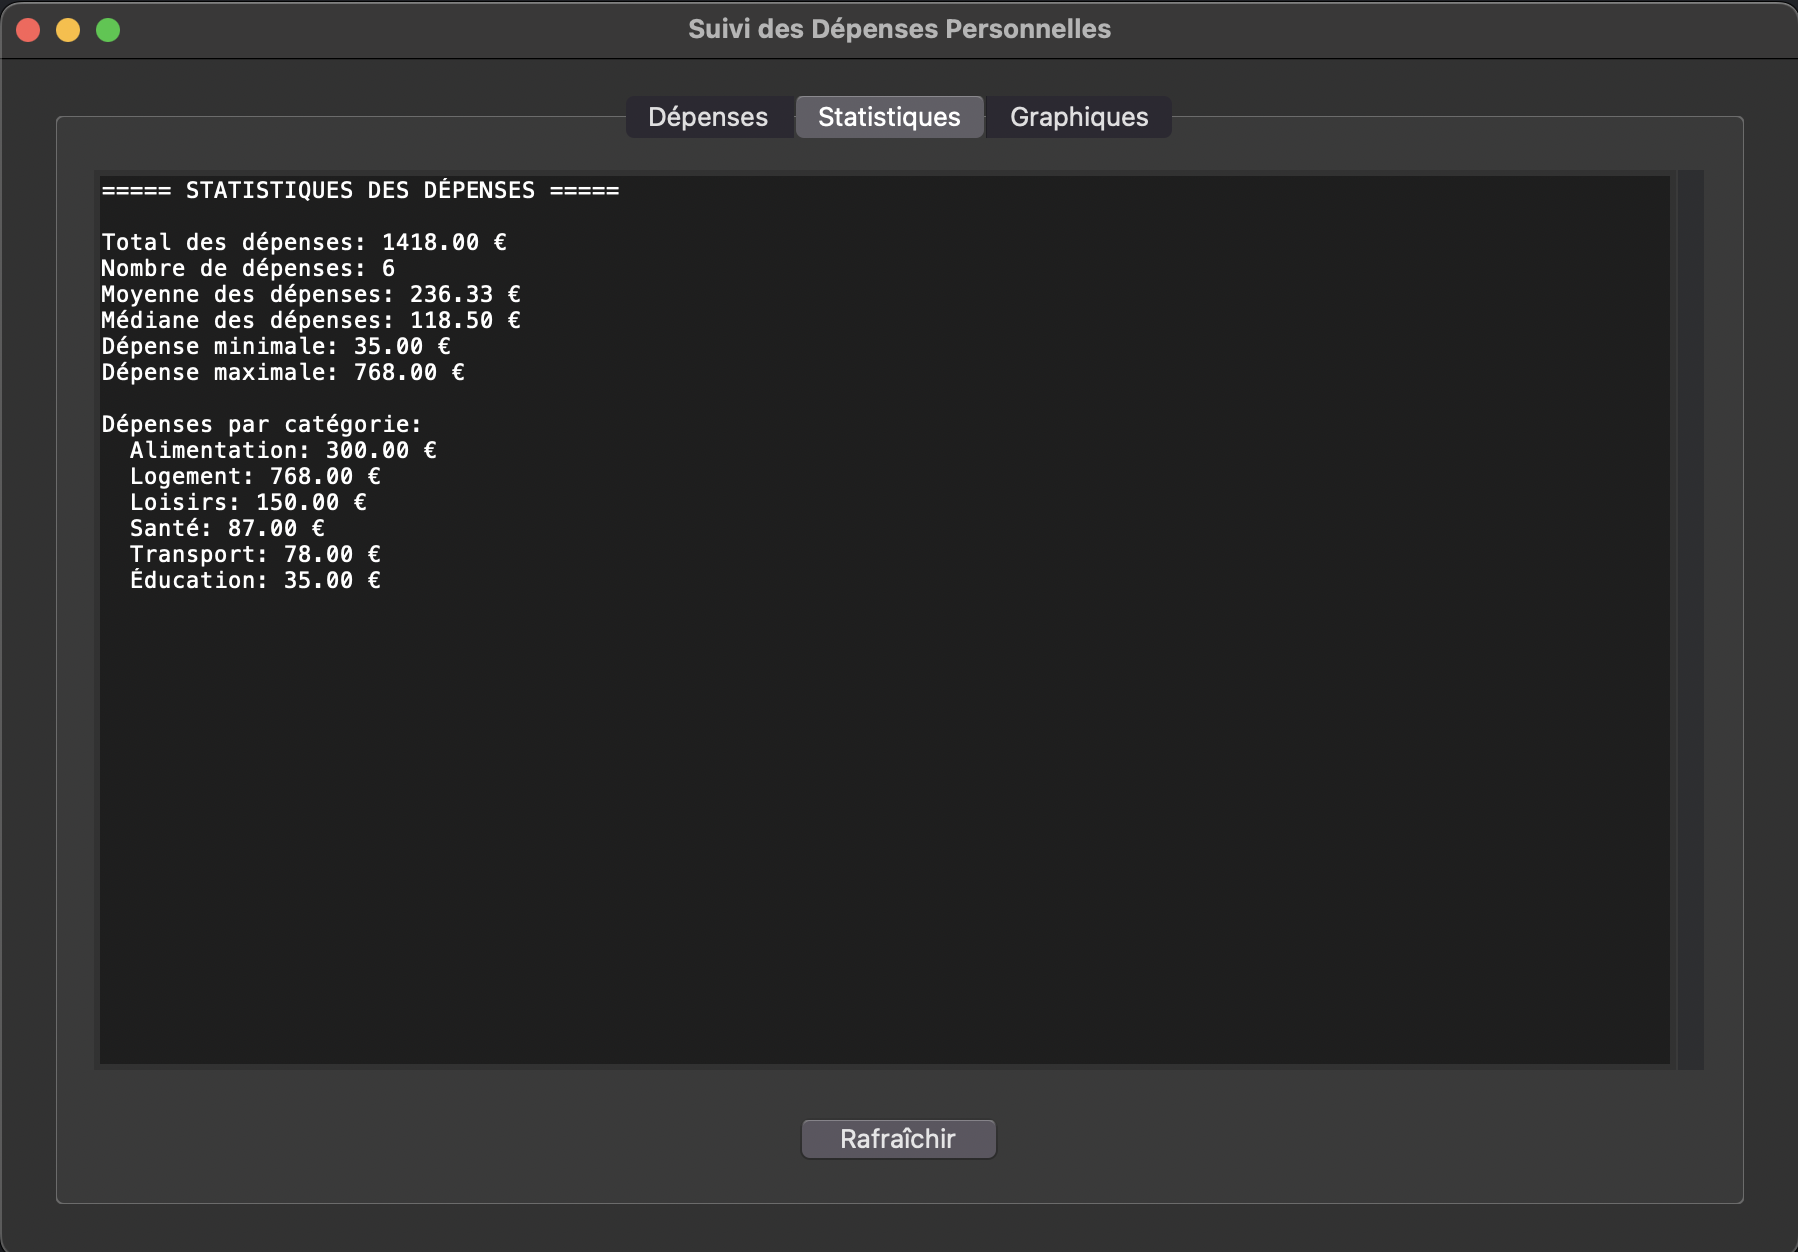 Suivi des Dépenses Personnelles
Dépenses Statistiques Graphiques
===== STATISTIQUES DES DÉPENSES =====
Total des dépenses: 1418.00 €
Nombre de dépenses: 6
Moyenne des dépenses: 236.33 €
Médiane des dépenses: 118.50 €
Dépense minimale: 35.00 €
Dépense maximale: 768.00 €
Dépenses par catégorie:
Alimentation: 300.00 €
Logement: 768.00 €
Loisirs: 150.00 €
Santé: 87.00 €
Transport: 78.00 €
Éducation: 35.00 €
Rafraîchir